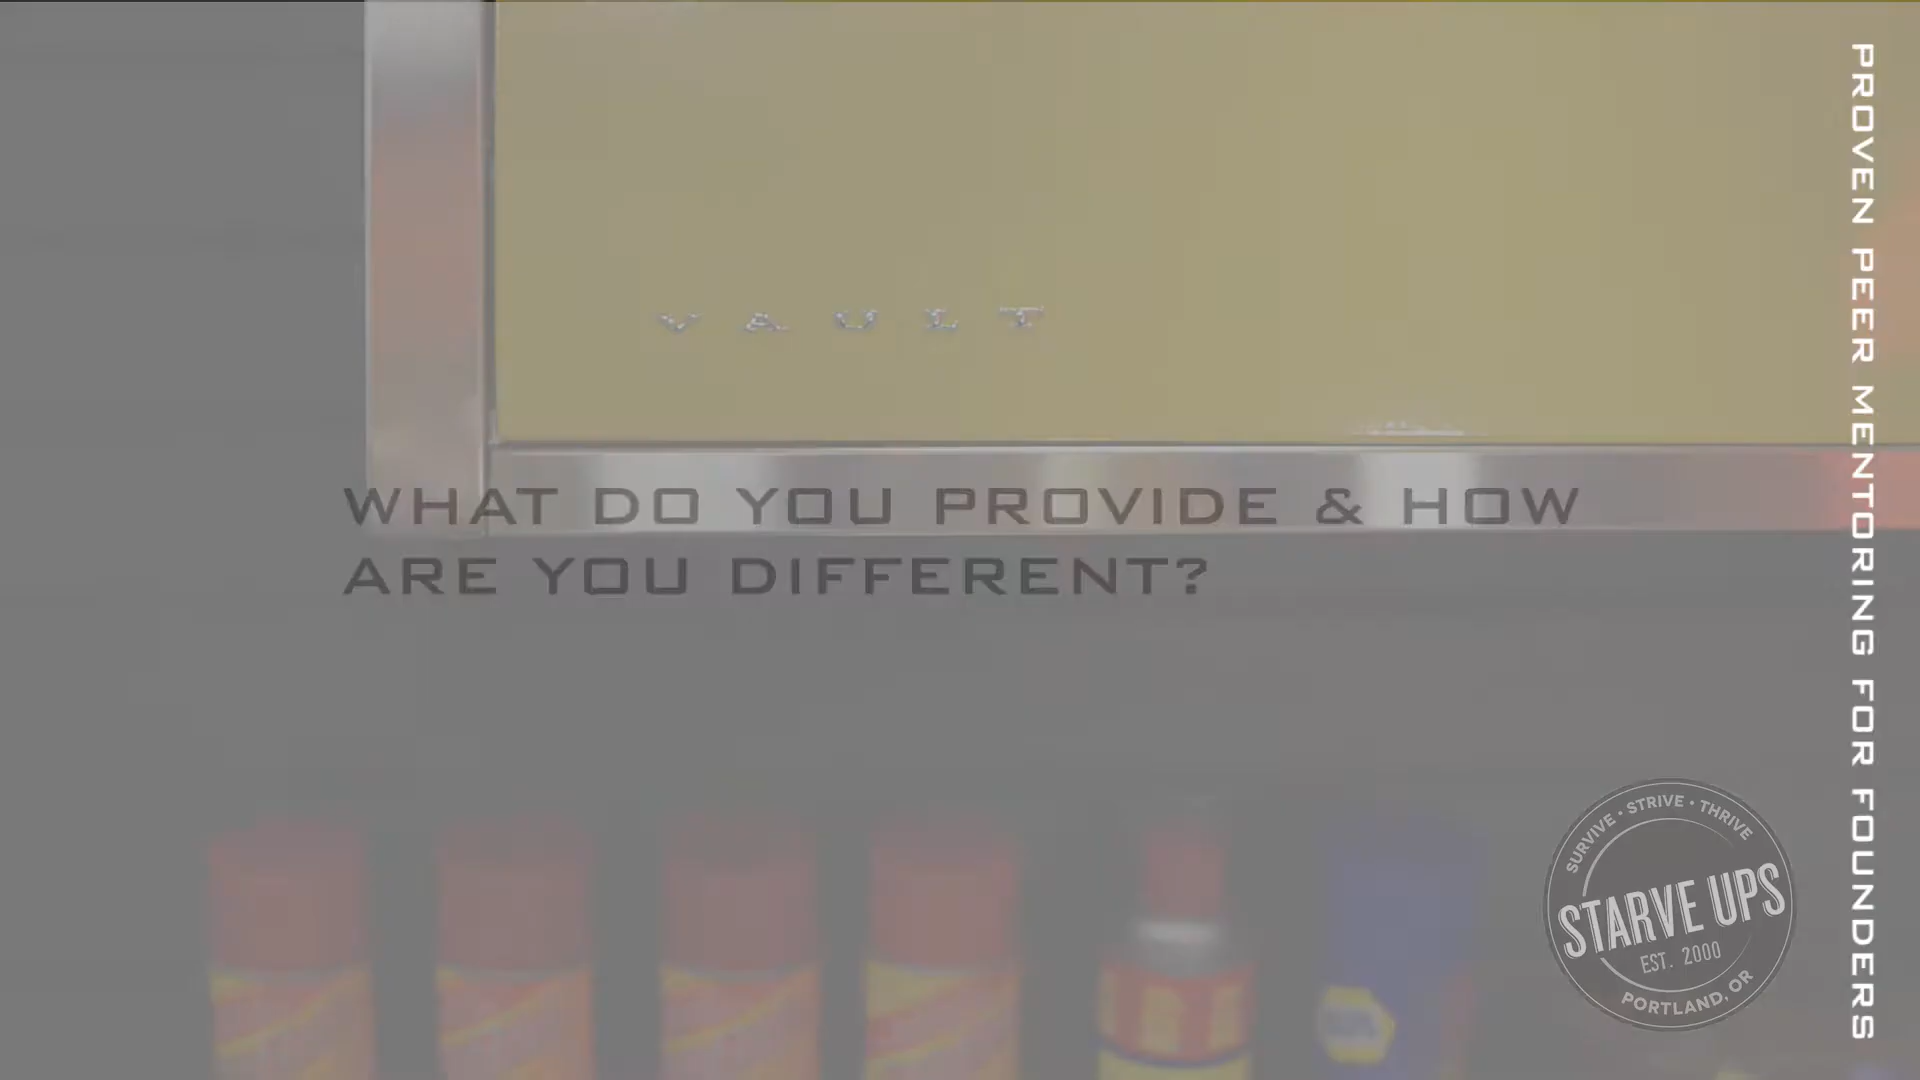 VAULT
WHAT DO YOU PROVIDE & HOW
ARE YOU DIFFERENT?
PROVEN PEER MENTORING FOR FOUNDERS
SURVIVE • STRIVE • THRIVE
STARVE UPS
EST. 2000
PORTLAND, OR